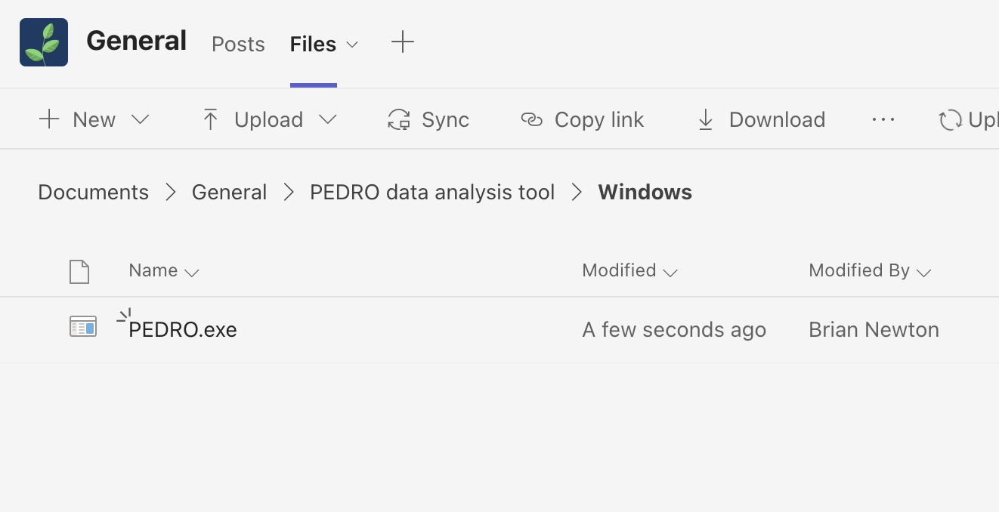 General Posts Files
New Upload Sync Copy link Download ... Upl
Documents > General > PEDRO data analysis tool > Windows
Name Modified Modified By
PEDRO.exe A few seconds ago Brian Newton